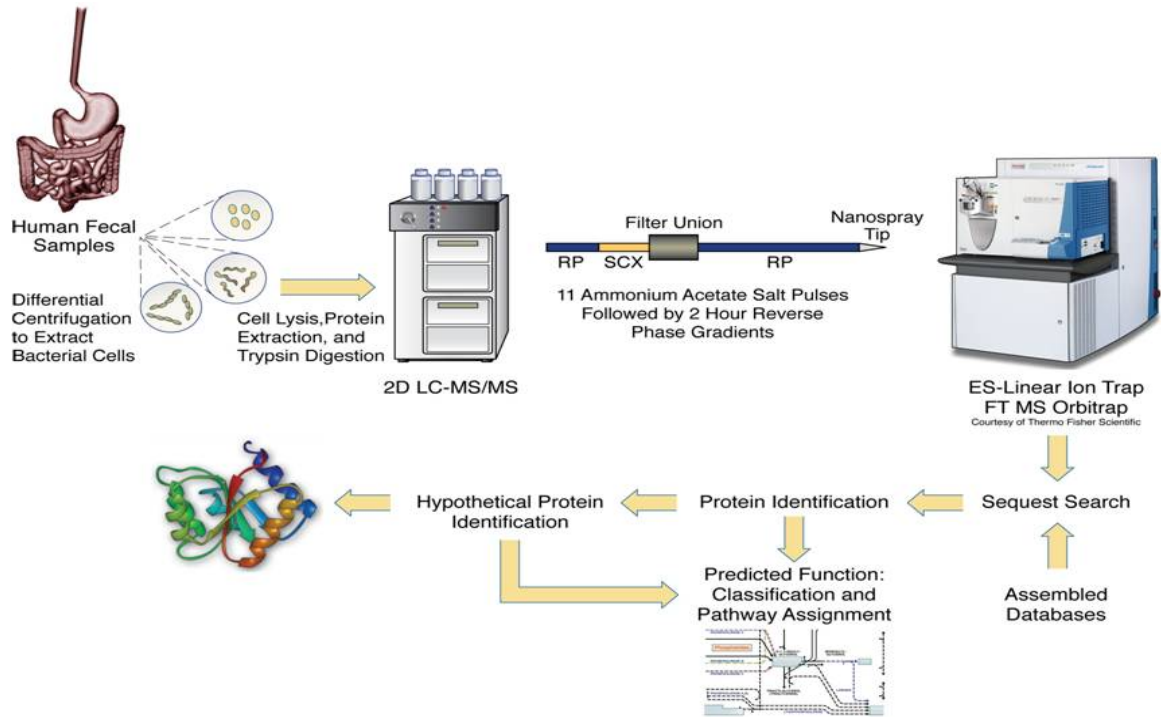 Human Fecal
Samples
Differential
Centrifugation
to Extract
Bacterial Cells
Cell Lysis,Protein
Extraction, and
Trypsin Digestion
2D LC-MS/MS
Filter Union
Nanospray
Tip
RP
SCX
RP
11 Ammonium Acetate Salt Pulses
Followed by 2 Hour Reverse
Phase Gradients
ES-Linear Ion Trap
FT MS Orbitrap
Courtesy of Thermo Fisher Scientific
Sequest Search
Assembled
Databases
Protein Identification
Hypothetical Protein
Identification
Predicted Function:
Classification and
Pathway Assignment